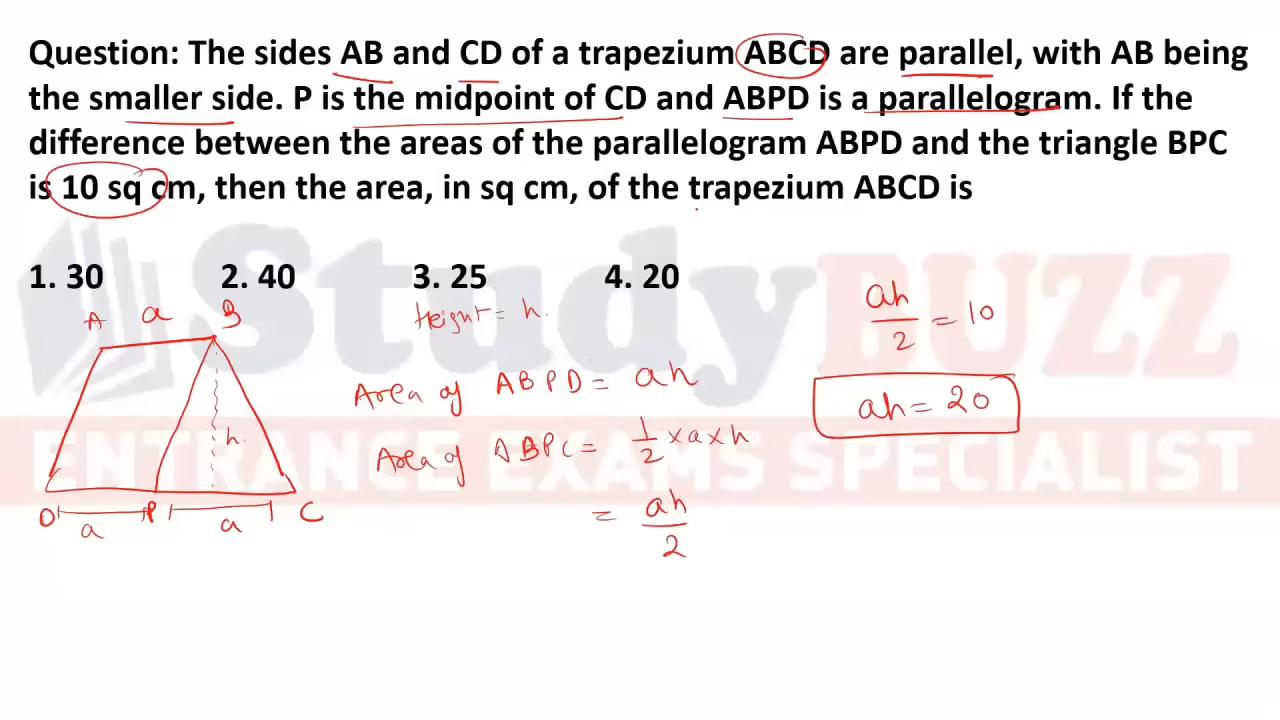 Question: The sides AB and CD of a trapezium ABCD are parallel, with AB being
the smaller side. P is the midpoint of CD and ABPD is a parallelogram. If the
difference between the areas of the parallelogram ABPD and the triangle BPC
is 10 sq cm, then the area, in sq cm, of the trapezium ABCD is
1. 30 2. 40 3. 25 4. 20
StudyBUZZ
ENTRANCE EXAMS SPECIALIST
A a B
Height = h.
ah/2 = 10
Area of ABPD = ah
ah = 20
h.
Area of ΔBPC = 1/2 × a × h.
= ah/2
D P C
a a